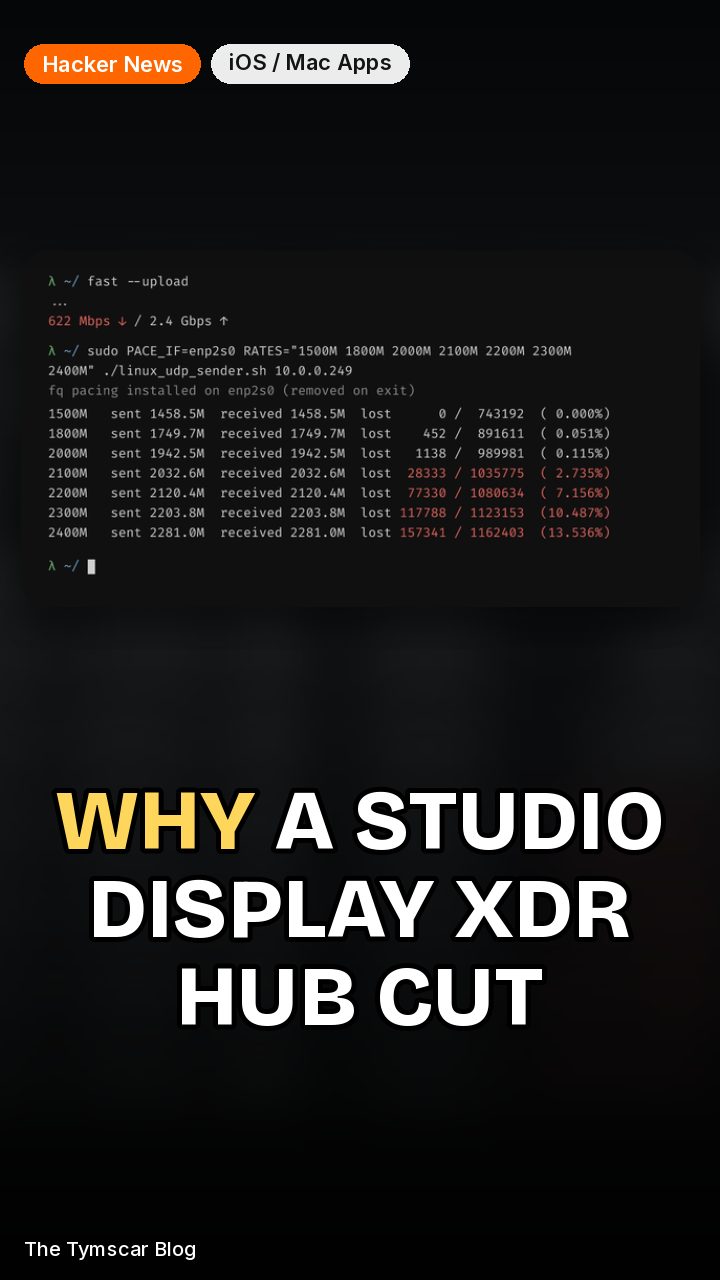 Hacker News
iOS / Mac Apps
λ ~/ fast --upload
...
622 Mbps ↓ / 2.4 Gbps ↑
λ ~/ sudo PACE_IF=enp2s0 RATES="1500M 1800M 2000M 2100M 2200M 2300M
2400M" ./linux_udp_sender.sh 10.0.0.249
fq pacing installed on enp2s0 (removed on exit)
1500M sent 1458.5M received 1458.5M lost 0 / 743192 ( 0.000%)
1800M sent 1749.7M received 1749.7M lost 452 / 891611 ( 0.051%)
2000M sent 1942.5M received 1942.5M lost 1138 / 989981 ( 0.115%)
2100M sent 2032.6M received 2032.6M lost 28333 / 1035775 ( 2.735%)
2200M sent 2120.4M received 2120.4M lost 77330 / 1080634 ( 7.156%)
2300M sent 2203.8M received 2203.8M lost 117788 / 1123153 (10.487%)
2400M sent 2281.0M received 2281.0M lost 157341 / 1162403 (13.536%)
λ ~/
WHY A STUDIO
DISPLAY XDR
HUB CUT
The Tymscar Blog